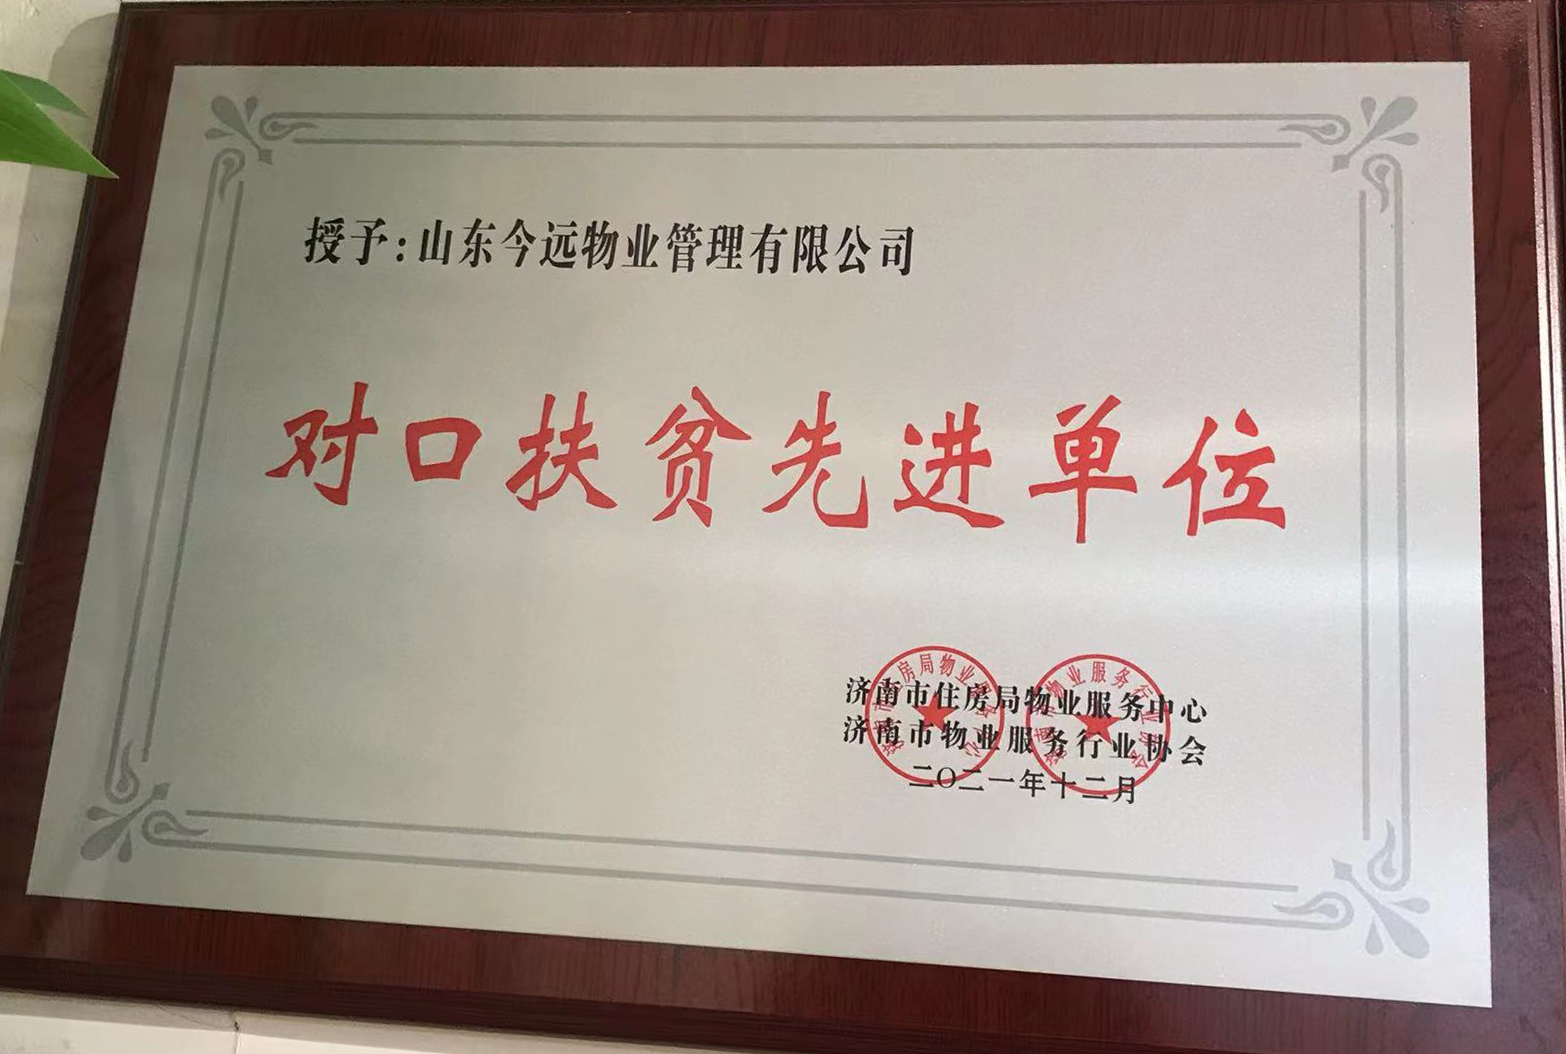 授予:山东今远物业管理有限公司
对口扶贫先进单位
济南市住房局物业服务中心
济南市物业服务行业协会
二〇二一年十二月